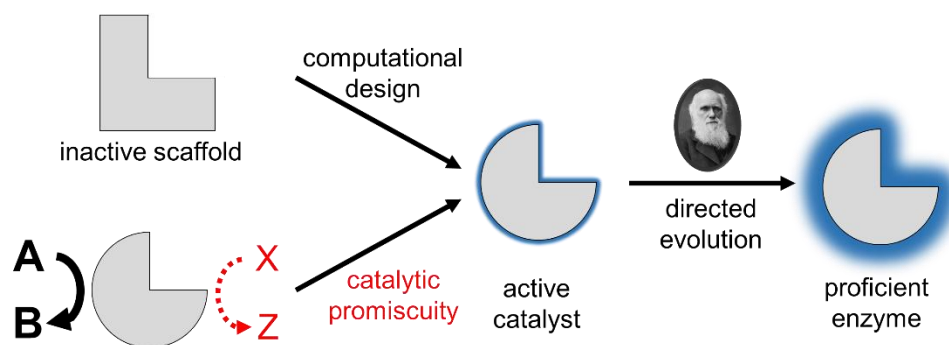 inactive scaffold
computational
design
A
B
X
Z
catalytic
promiscuity
active
catalyst
directed
evolution
proficient
enzyme